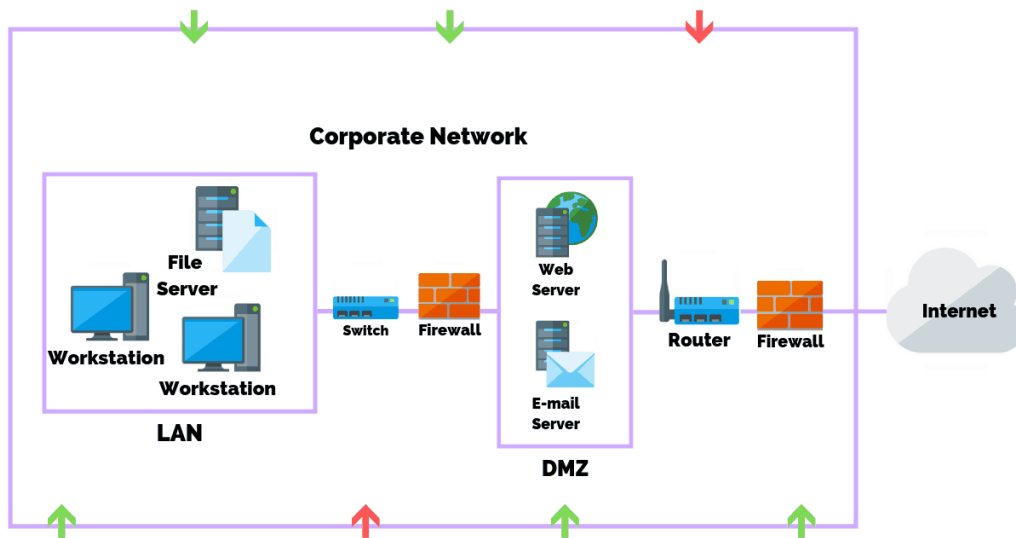 Corporate Network
File
Server
Workstation
Workstation
LAN
Switch
Firewall
Web
Server
E-mail
Server
DMZ
Router
Firewall
Internet